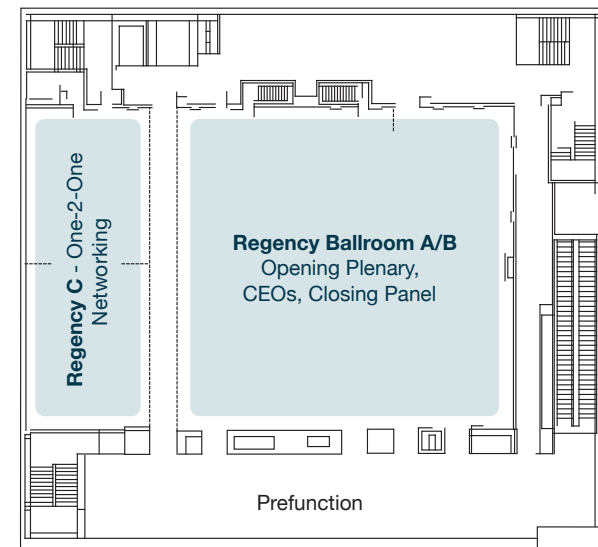 Regency C - One-2-One
Networking
Regency Ballroom A/B
Opening Plenary,
CEOs, Closing Panel
Prefunction